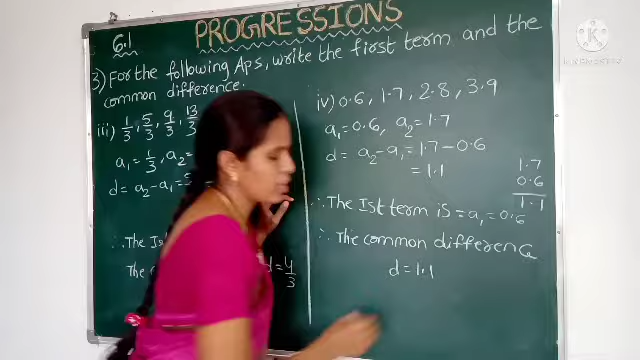 6.1
PROGRESSIONS
3) For the following Aps, write the first term and the
common difference.
iii) 1/3, 5/3, 9/3, 13/3
a₁ = 1/3, a₂ =
d = a₂ - a₁ =
∴ The Ist
The
d = 4/3
iv) 0.6, 1.7, 2.8, 3.9
a₁ = 0.6, a₂ = 1.7
d = a₂ - a₁ = 1.7 - 0.6
= 1.1
1.7
0.6
1.1
∴ The Ist term is = a₁ = 0.6
∴ The common difference
d = 1.1
KINEMASTER